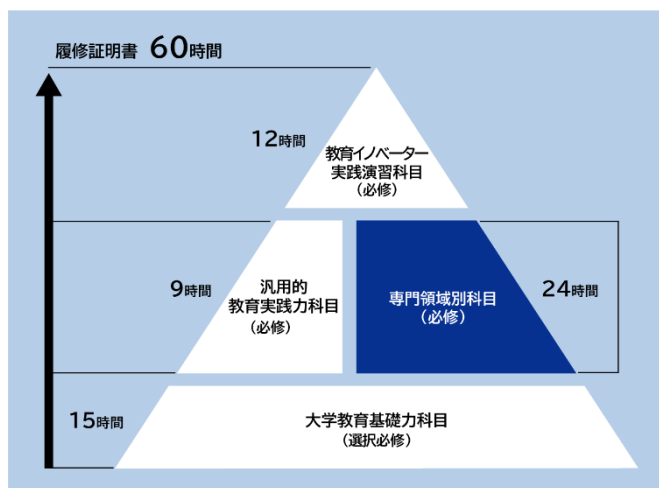 履修証明書 60時間
12時間
教育イノベーター
実践演習科目
(必修)
9時間
汎用的
教育実践力科目
(必修)
専門領域別科目
(必修)
24時間
15時間
大学教育基礎力科目
(選択必修)